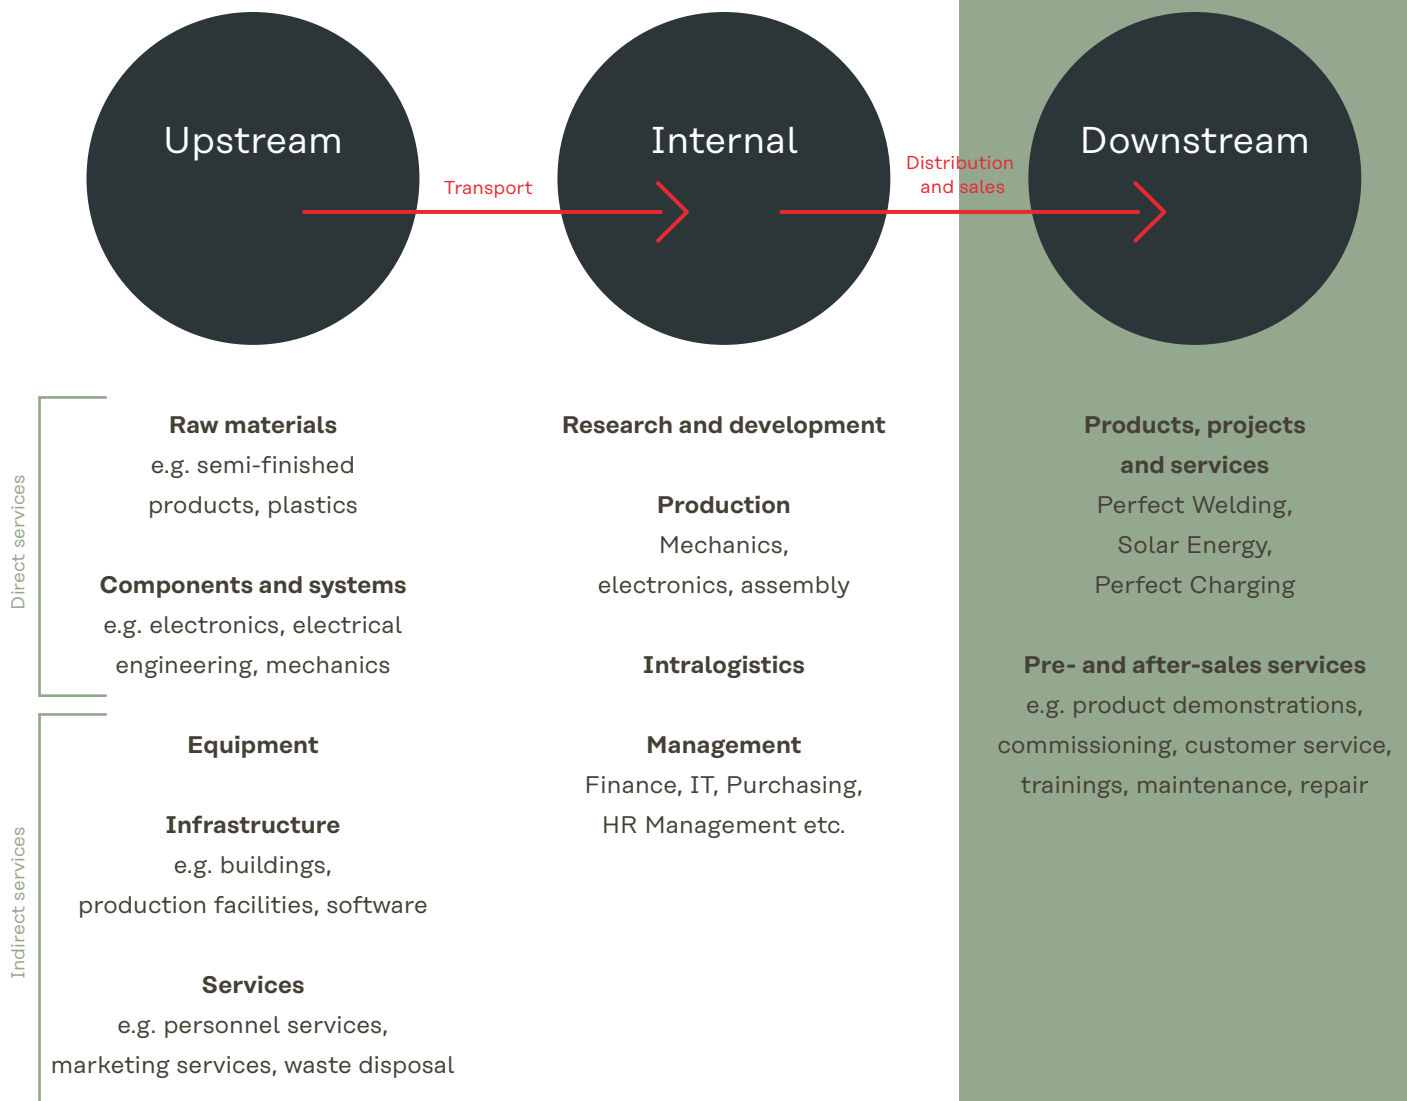 Upstream
Transport
Internal
Distribution
and sales
Downstream
Direct services
Raw materials
e.g. semi-finished
products, plastics
Components and systems
e.g. electronics, electrical
engineering, mechanics
Indirect services
Equipment
Infrastructure
e.g. buildings,
production facilities, software
Services
e.g. personnel services,
marketing services, waste disposal
Research and development
Production
Mechanics,
electronics, assembly
Intralogistics
Management
Finance, IT, Purchasing,
HR Management etc.
Products, projects
and services
Perfect Welding,
Solar Energy,
Perfect Charging
Pre- and after-sales services
e.g. product demonstrations,
commissioning, customer service,
trainings, maintenance, repair